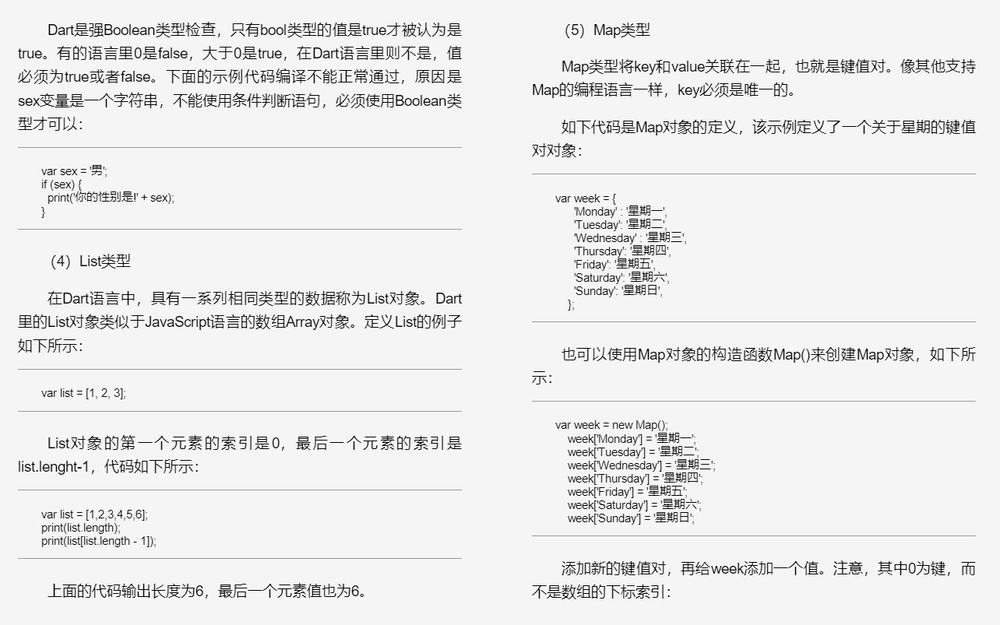 Dart是强Boolean类型检查，只有bool类型的值是true才被认为是
true。有的语言里0是false，大于0是true，在Dart语言里则不是，值
必须为true或者false。下面的示例代码编译不能正常通过，原因是
sex变量是一个字符串，不能使用条件判断语句，必须使用Boolean类
型才可以：
var sex = '男';
if (sex) {
print('你的性别是!' + sex);
}
（4）List类型
在Dart语言中，具有一系列相同类型的数据称为List对象。Dart
里的List对象类似于JavaScript语言的数组Array对象。定义List的例子
如下所示：
var list = [1, 2, 3];
List对象的第一个元素的索引是0，最后一个元素的索引是
list.lenght-1，代码如下所示：
var list = [1,2,3,4,5,6];
print(list.length);
print(list[list.length - 1]);
上面的代码输出长度为6，最后一个元素值也为6。
（5）Map类型
Map类型将key和value关联在一起，也就是键值对。像其他支持
Map的编程语言一样，key必须是唯一的。
如下代码是Map对象的定义，该示例定义了一个关于星期的键值
对对象：
var week = {
'Monday' : '星期一',
'Tuesday': '星期二',
'Wednesday' : '星期三',
'Thursday': '星期四',
'Friday': '星期五',
'Saturday': '星期六',
'Sunday': '星期日',
};
也可以使用Map对象的构造函数Map()来创建Map对象，如下所
示：
var week = new Map();
week['Monday'] = '星期一';
week['Tuesday'] = '星期二';
week['Wednesday'] = '星期三';
week['Thursday'] = '星期四';
week['Friday'] = '星期五';
week['Saturday'] = '星期六';
week['Sunday'] = '星期日';
添加新的键值对，再给week添加一个值。注意，其中0为键，而
不是数组的下标索引：